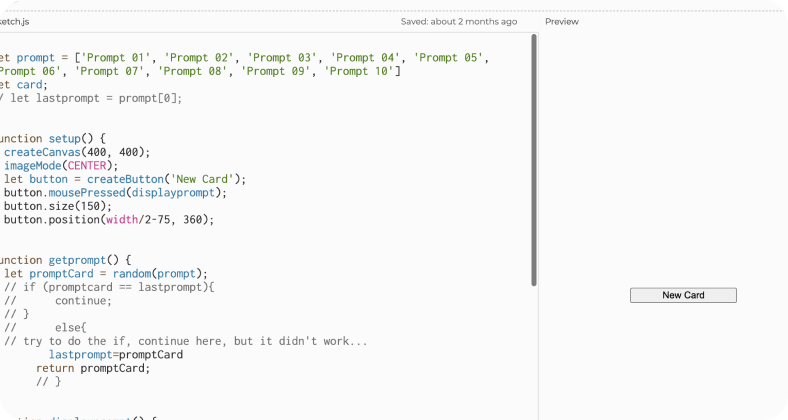 ketch.js
Saved: about 2 months ago
Preview
et prompt = ['Prompt 01', 'Prompt 02', 'Prompt 03', 'Prompt 04', 'Prompt 05',
Prompt 06', 'Prompt 07', 'Prompt 08', 'Prompt 09', 'Prompt 10']
et card;
/ let lastprompt = prompt[0];
unction setup() {
createCanvas(400, 400);
imageMode(CENTER);
let button = createButton('New Card');
button.mousePressed(displayprompt);
button.size(150);
button.position(width/2-75, 360);
unction getprompt() {
let promptCard = random(prompt);
// if (promptcard == lastprompt){
// continue;
// }
// else{
// try to do the if, continue here, but it didn't work...
lastprompt=promptCard
return promptCard;
// }
New Card